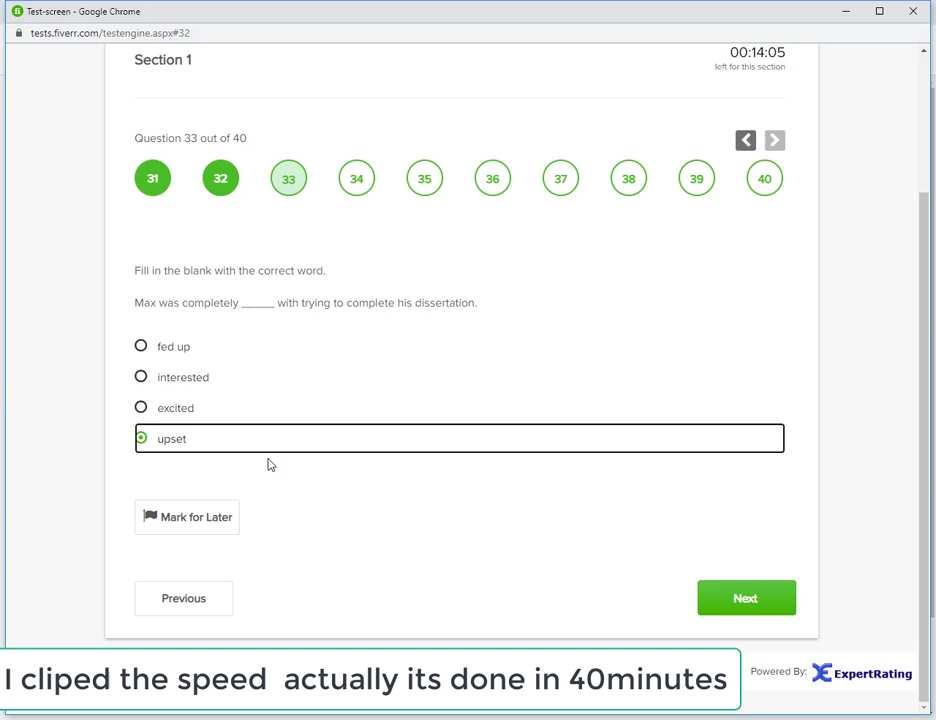 Test-screen - Google Chrome
tests.fiverr.com/testengine.aspx#32
Section 1
00:14:05
left for this section
Question 33 out of 40
31 32 33 34 35 36 37 38 39 40
Fill in the blank with the correct word.
Max was completely _____ with trying to complete his dissertation.
fed up
interested
excited
upset
Mark for Later
Previous
Next
I cliped the speed actually its done in 40minutes
Powered By: ExpertRating